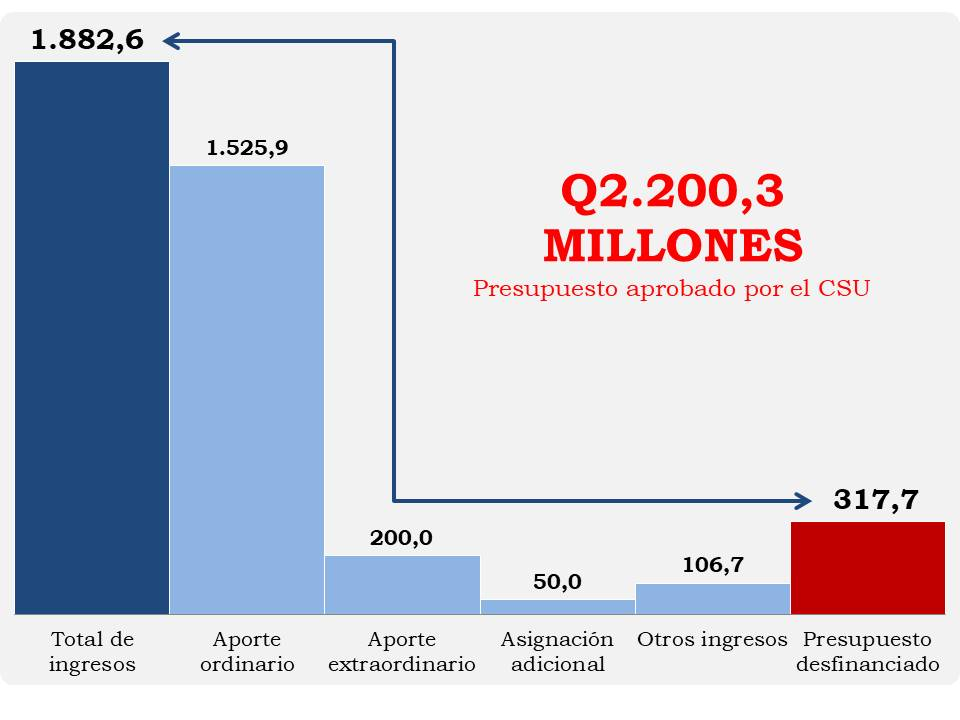 1.882,6
1.525,9
Q2.200,3
MILLONES
Presupuesto aprobado por el CSU
317,7
200,0
106,7
50,0
Total de
ingresos
Aporte
ordinario
Aporte
extraordinario
Asignación
adicional
Otros ingresos
Presupuesto
desfinanciado